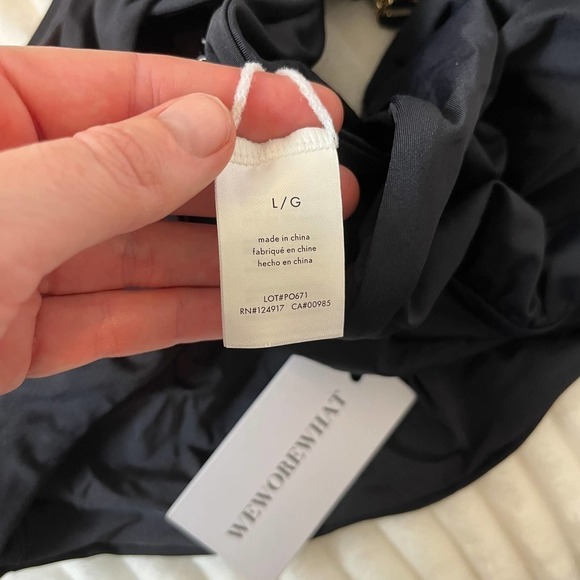 L/G
made in china
fabriqué en chine
hecho en china
LOT#PO671
RN#124917 CA#00985
WEWOREWHAT